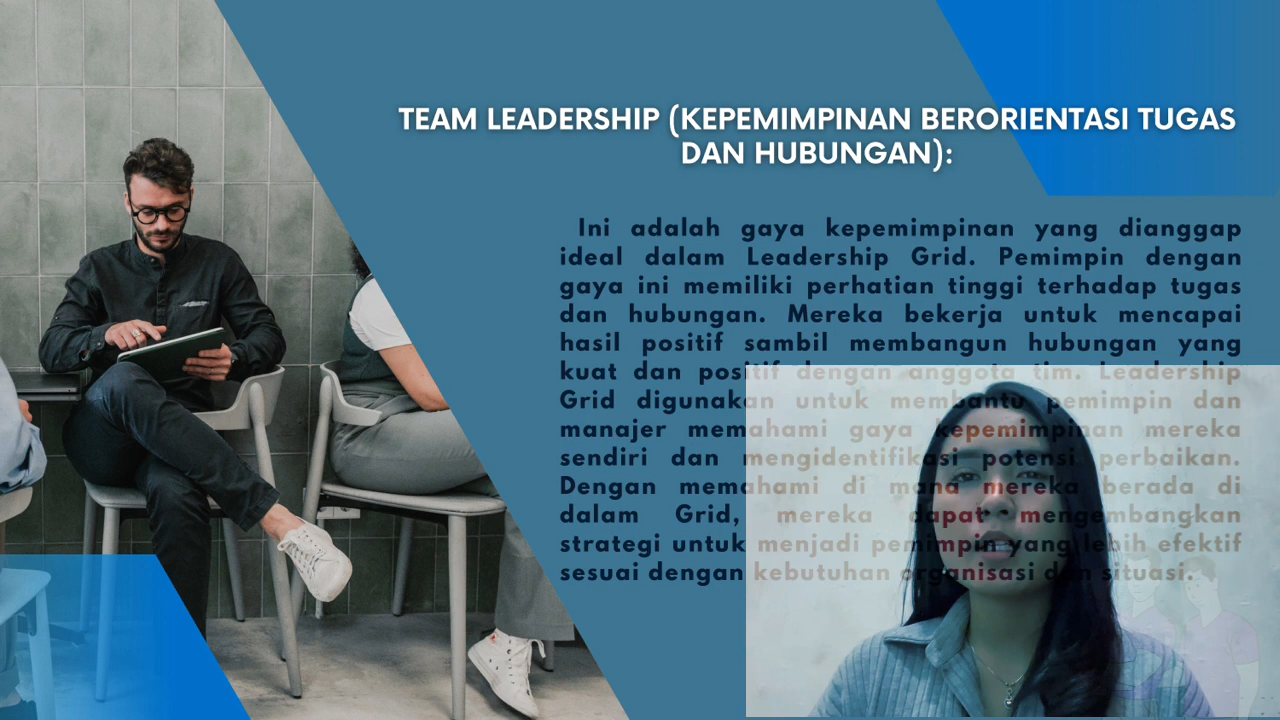 TEAM LEADERSHIP (KEPEMIMPINAN BERORIENTASI TUGAS
DAN HUBUNGAN):
Ini adalah gaya kepemimpinan yang dianggap
ideal dalam Leadership Grid. Pemimpin dengan
gaya ini memiliki perhatian tinggi terhadap tugas
dan hubungan. Mereka bekerja untuk mencapai
hasil positif sambil membangun hubungan yang
kuat dan positif dengan anggota tim. Leadership
Grid digunakan untuk membantu pemimpin dan
manajer memahami gaya kepemimpinan mereka
sendiri dan mengidentifikasi potensi perbaikan.
Dengan memahami di mana mereka berada di
dalam Grid, mereka dapat mengembangkan
strategi untuk menjadi pemimpin yang lebih efektif
sesuai dengan kebutuhan organisasi dan situasi.